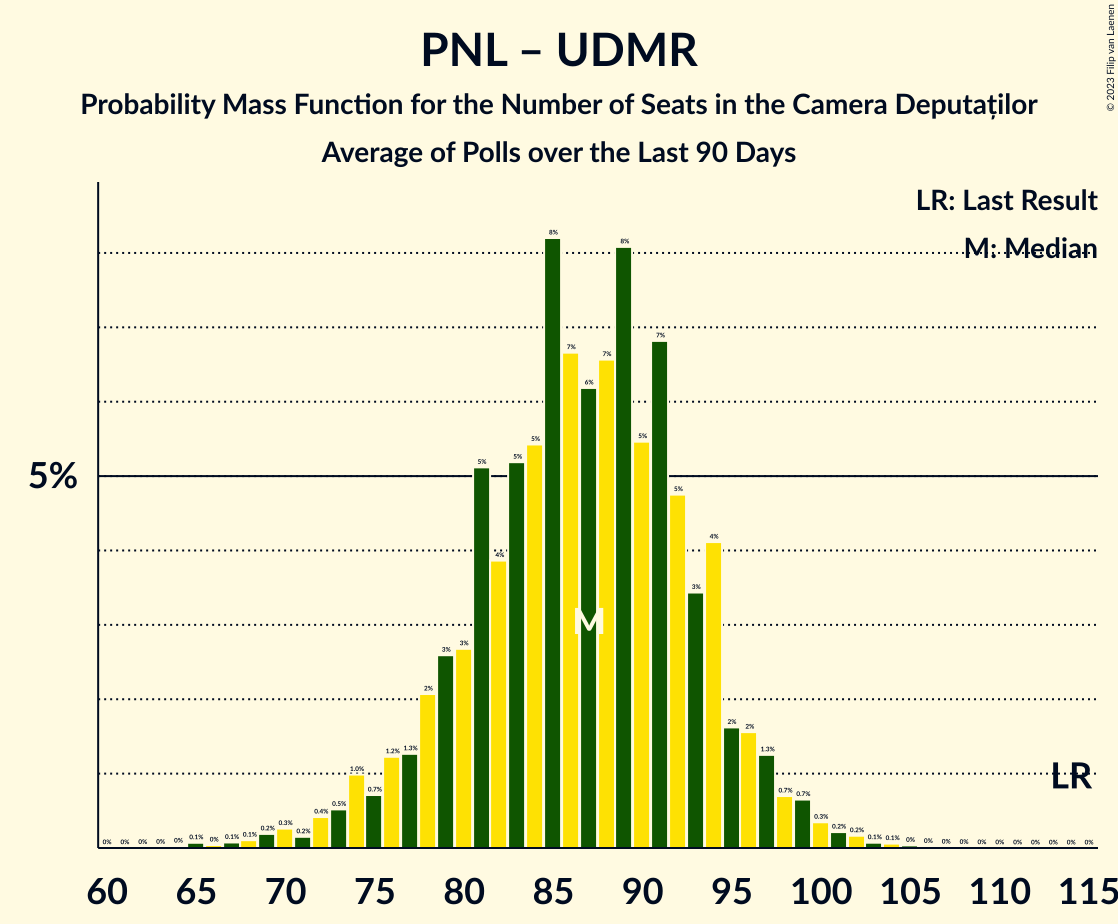 PNL – UDMR
Probability Mass Function for the Number of Seats in the Camera Deputaților
Average of Polls over the Last 90 Days
© 2023 Filip van Laenen
LR: Last Result
M: Median
5%
0% 0% 0% 0% 0% 0.1% 0% 0.1% 0.1% 0.2% 0.3% 0.2% 0.4% 0.5% 1.0% 0.7% 1.2% 1.3% 2% 3% 3% 5% 4% 5% 5% 8% 7% 6% 7% 8% 5% 7% 5% 3% 4% 2% 2% 1.3% 0.7% 0.7% 0.3% 0.2% 0.2% 0.1% 0.1% 0% 0% 0% 0% 0% 0% 0% 0% 0% 0% 0%
M
LR
60 65 70 75 80 85 90 95 100 105 110 115